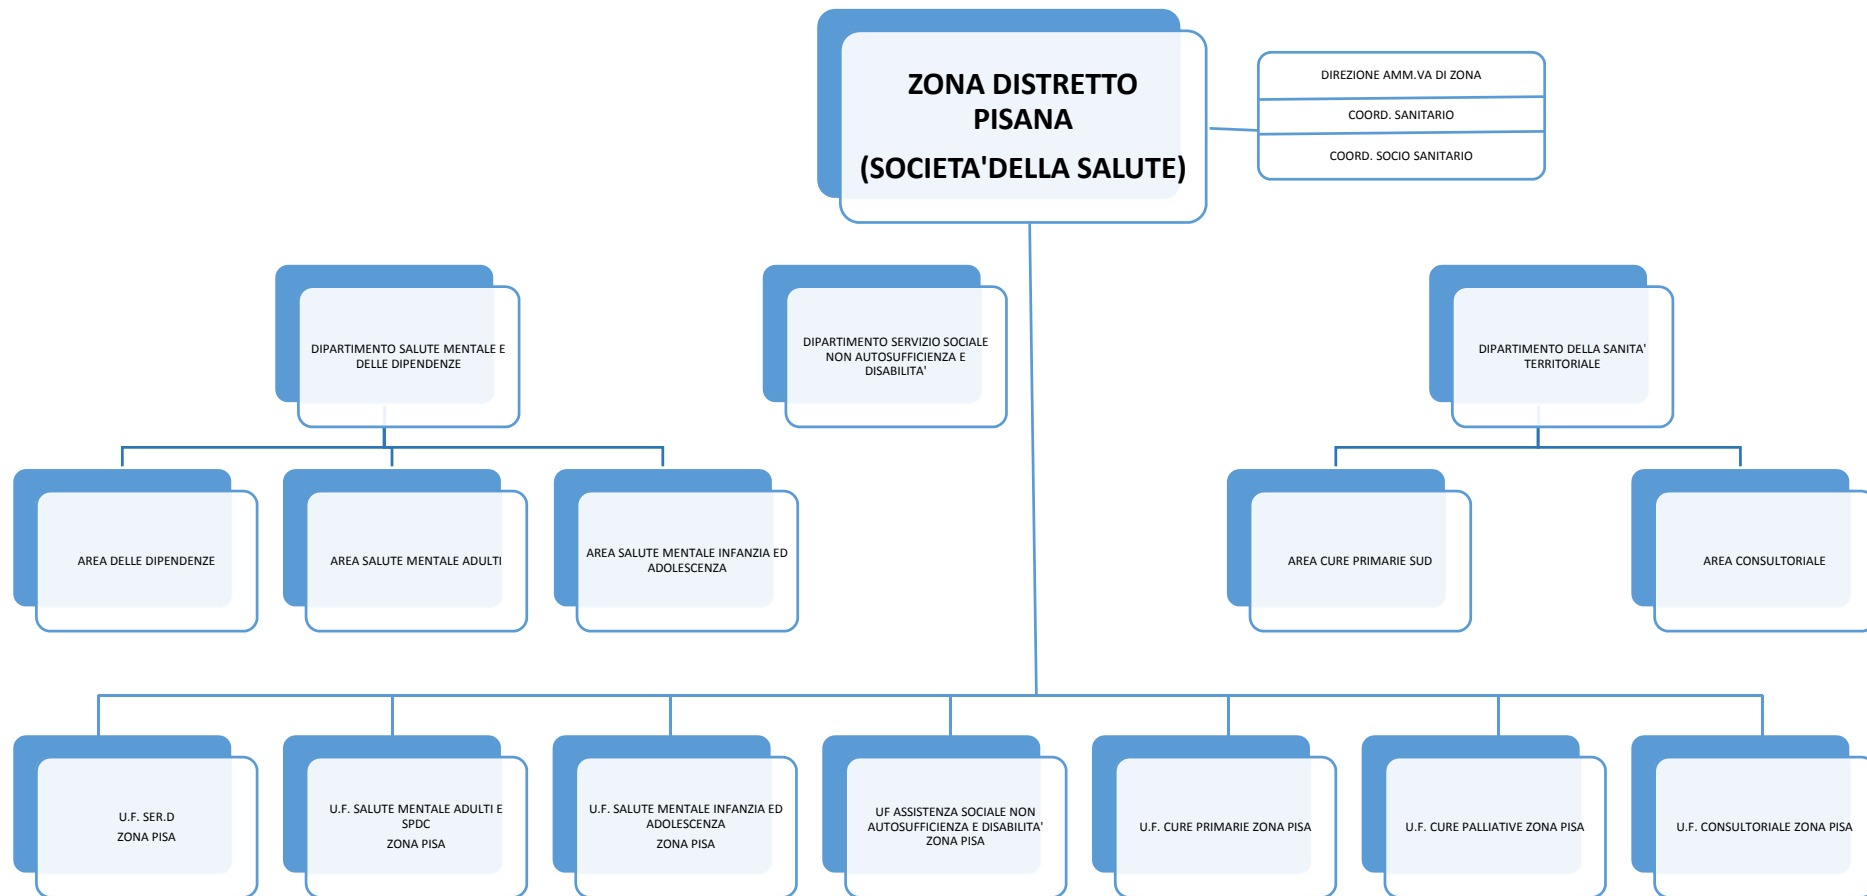 ZONA DISTRETTO
PISANA
(SOCIETA'DELLA SALUTE)
DIREZIONE AMM.VA DI ZONA
COORD. SANITARIO
COORD. SOCIO SANITARIO
DIPARTIMENTO SALUTE MENTALE E
DELLE DIPENDENZE
DIPARTIMENTO SERVIZIO SOCIALE
NON AUTOSUFFICIENZA E
DISABILITA'
DIPARTIMENTO DELLA SANITA'
TERRITORIALE
AREA DELLE DIPENDENZE
AREA SALUTE MENTALE ADULTI
AREA SALUTE MENTALE INFANZIA ED
ADOLESCENZA
AREA CURE PRIMARIE SUD
AREA CONSULTORIALE
U.F. SER.D
ZONA PISA
U.F. SALUTE MENTALE ADULTI E
SPDC
ZONA PISA
U.F. SALUTE MENTALE INFANZIA ED
ADOLESCENZA
ZONA PISA
UF ASSISTENZA SOCIALE NON
AUTOSUFFICIENZA E DISABILITA'
ZONA PISA
U.F. CURE PRIMARIE ZONA PISA
U.F. CURE PALLIATIVE ZONA PISA
U.F. CONSULTORIALE ZONA PISA